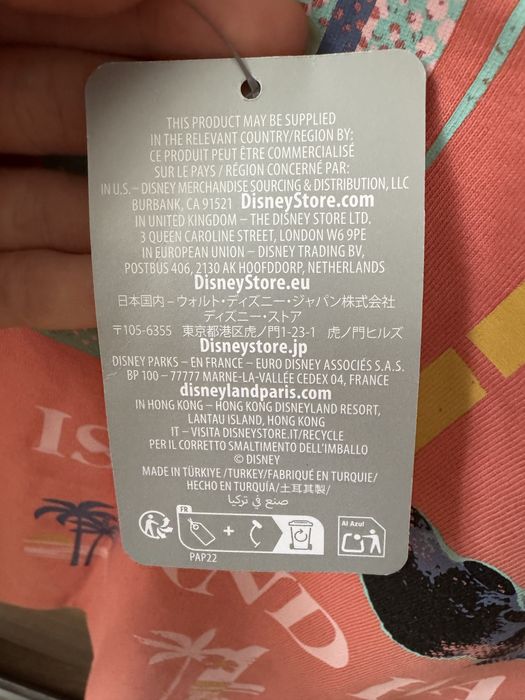 THIS PRODUCT MAY BE SUPPLIED
IN THE RELEVANT COUNTRY/REGION BY:
CE PRODUIT PEUT ÊTRE COMMERCIALISÉ
SUR LE PAYS / RÉGION CONCERNÉ PAR:
IN U.S. – DISNEY MERCHANDISE SOURCING & DISTRIBUTION, LLC
BURBANK, CA 91521 DisneyStore.com
IN UNITED KINGDOM – THE DISNEY STORE LTD.
3 QUEEN CAROLINE STREET, LONDON W6 9PE
IN EUROPEAN UNION – DISNEY TRADING BV,
POSTBUS 406, 2130 AK HOOFDDORP, NETHERLANDS
DisneyStore.eu
日本国内 – ウォルト・ディズニー・ジャパン株式会社
ディズニー・ストア
〒105-6355 東京都港区虎ノ門1-23-1 虎ノ門ヒルズ
Disneystore.jp
DISNEY PARKS – EN FRANCE – EURO DISNEY ASSOCIÉS S.A.S.
BP 100 – 77777 MARNE-LA-VALLÉE CEDEX 04, FRANCE
disneylandparis.com
IN HONG KONG – HONG KONG DISNEYLAND RESORT,
LANTAU ISLAND, HONG KONG
IT – VISITA DISNEYSTORE.IT/RECYCLE
PER IL CORRETTO SMALTIMENTO DELL'IMBALLO
© DISNEY
MADE IN TÜRKIYE / TURKEY/FABRIQUÉ EN TURQUIE/
HECHO EN TURQUÍA/土耳其製/
صنع في تركيا
FR
+
PAP22
Al Azul
ISL
ND